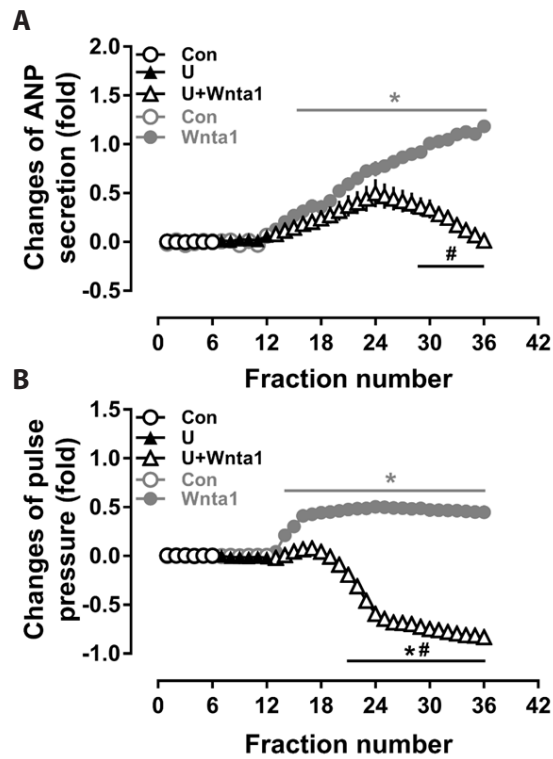 A
Changes of ANP
secretion (fold)
2.0
1.5
1.0
0.5
0.0
-0.5
Con
U
U+Wnta1
Con
Wnta1
*
#
0 6 12 18 24 30 36 42
Fraction number
B
Changes of pulse
pressure (fold)
1.5
1.0
0.5
0.0
-0.5
-1.0
Con
U
U+Wnta1
Con
Wnta1
*
*#
0 6 12 18 24 30 36 42
Fraction number